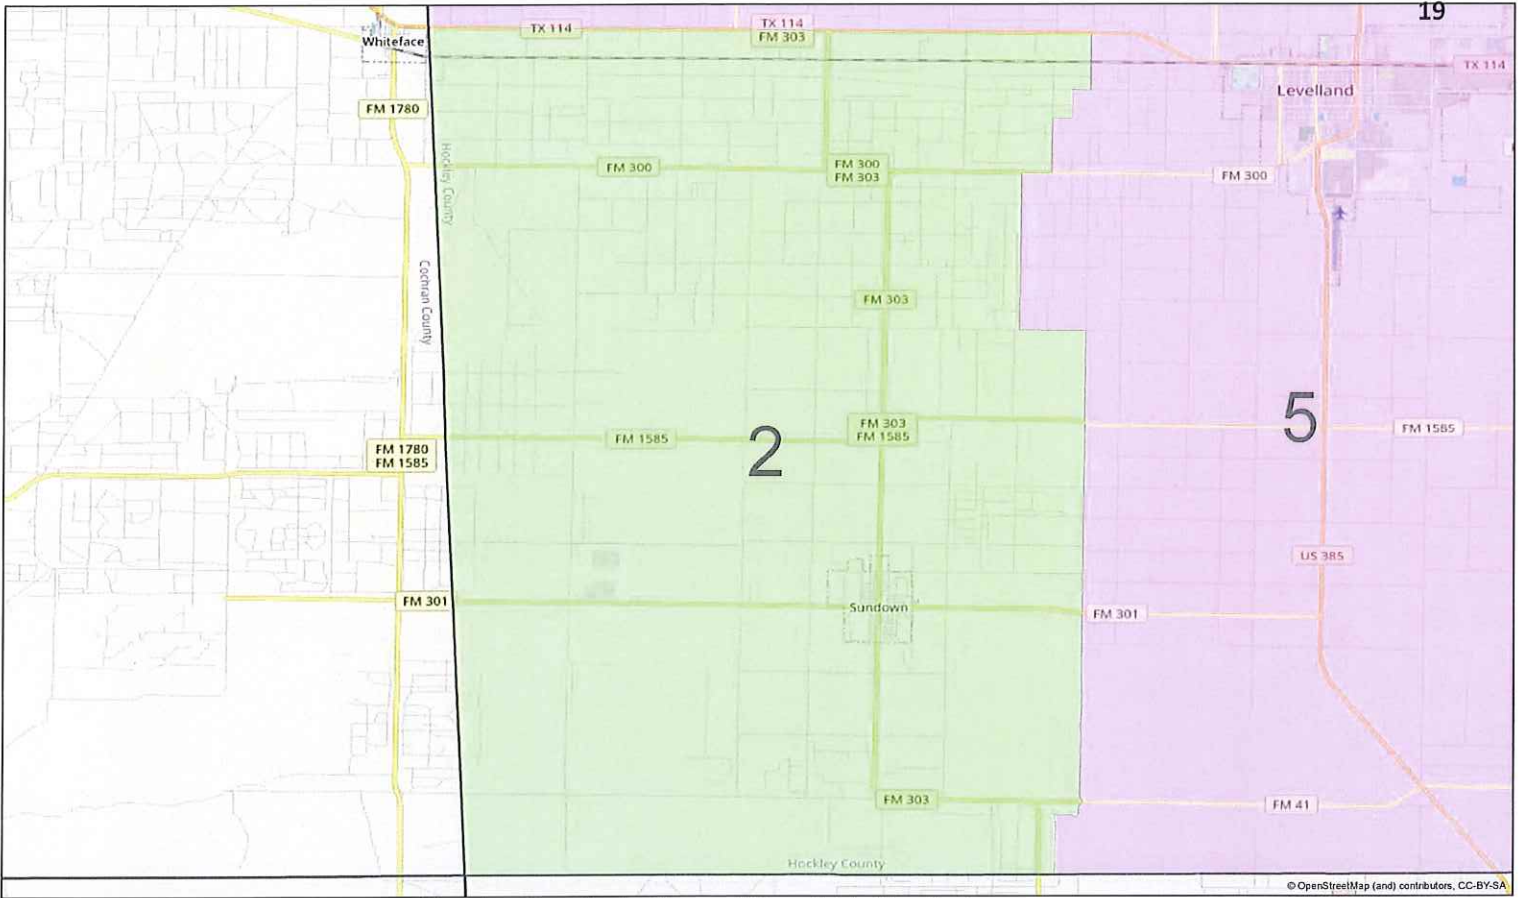 19
TX 114
TX 114
FM 303
Whiteface
TX 114
Levelland
FM 1780
Hockley County
FM 300
FM 300
FM 303
FM 300
Cochran County
FM 303
FM 303
FM 1585
FM 1585
2
5
FM 1585
FM 1780
FM 1585
US 385
FM 301
Sundown
FM 301
FM 303
FM 41
Hockley County
© OpenStreetMap (and) contributors, CC-BY-SA